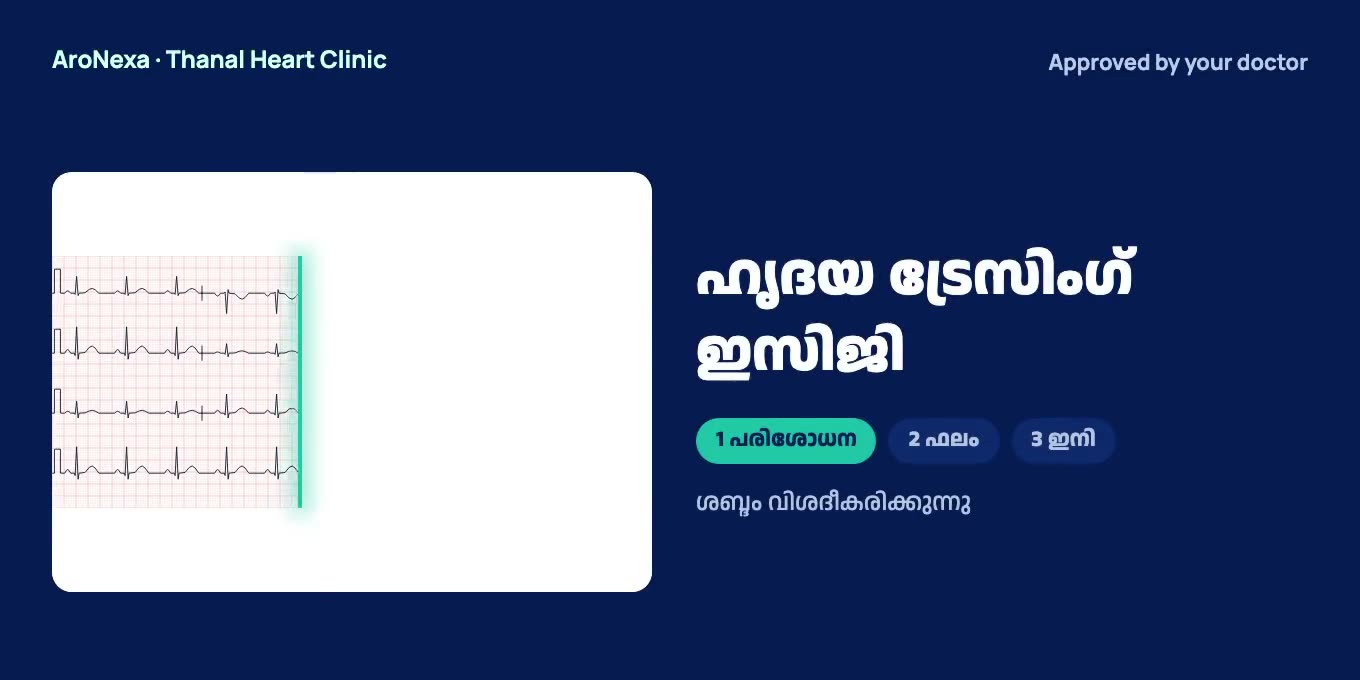 AroNexa · Thanal Heart Clinic
Approved by your doctor
ഹൃദയ ട്രേസിംഗ്
ഇസിജി
1 പരിശോധന
2 ഫലം
3 ഇനി
ശബ്ദം വിശദീകരിക്കുന്നു